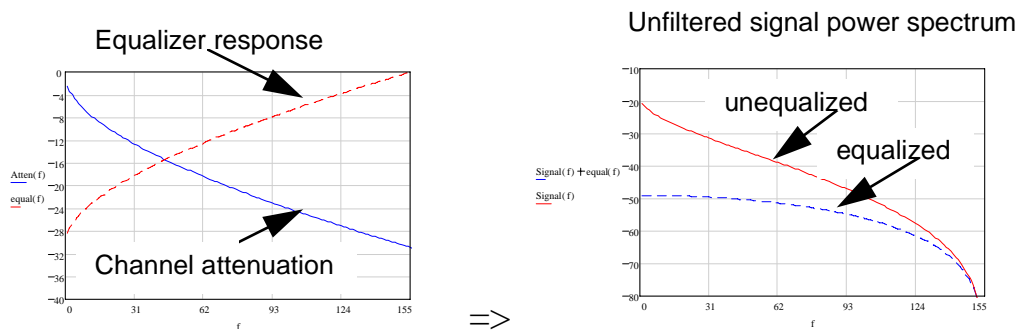 Unfiltered signal power spectrum
Equalizer response
0
−4
−8
−12
−16
−20
−24
−28
−32
−36
−40
Atten(f)
equal(f)
Channel attenuation
0
31
62
93
124
155
f
=>
−10
−20
−30
−40
−50
−60
−70
−80
unequalized
equalized
Signal(f)+equal(f)
Signal(f)
0
31
62
93
124
155
f